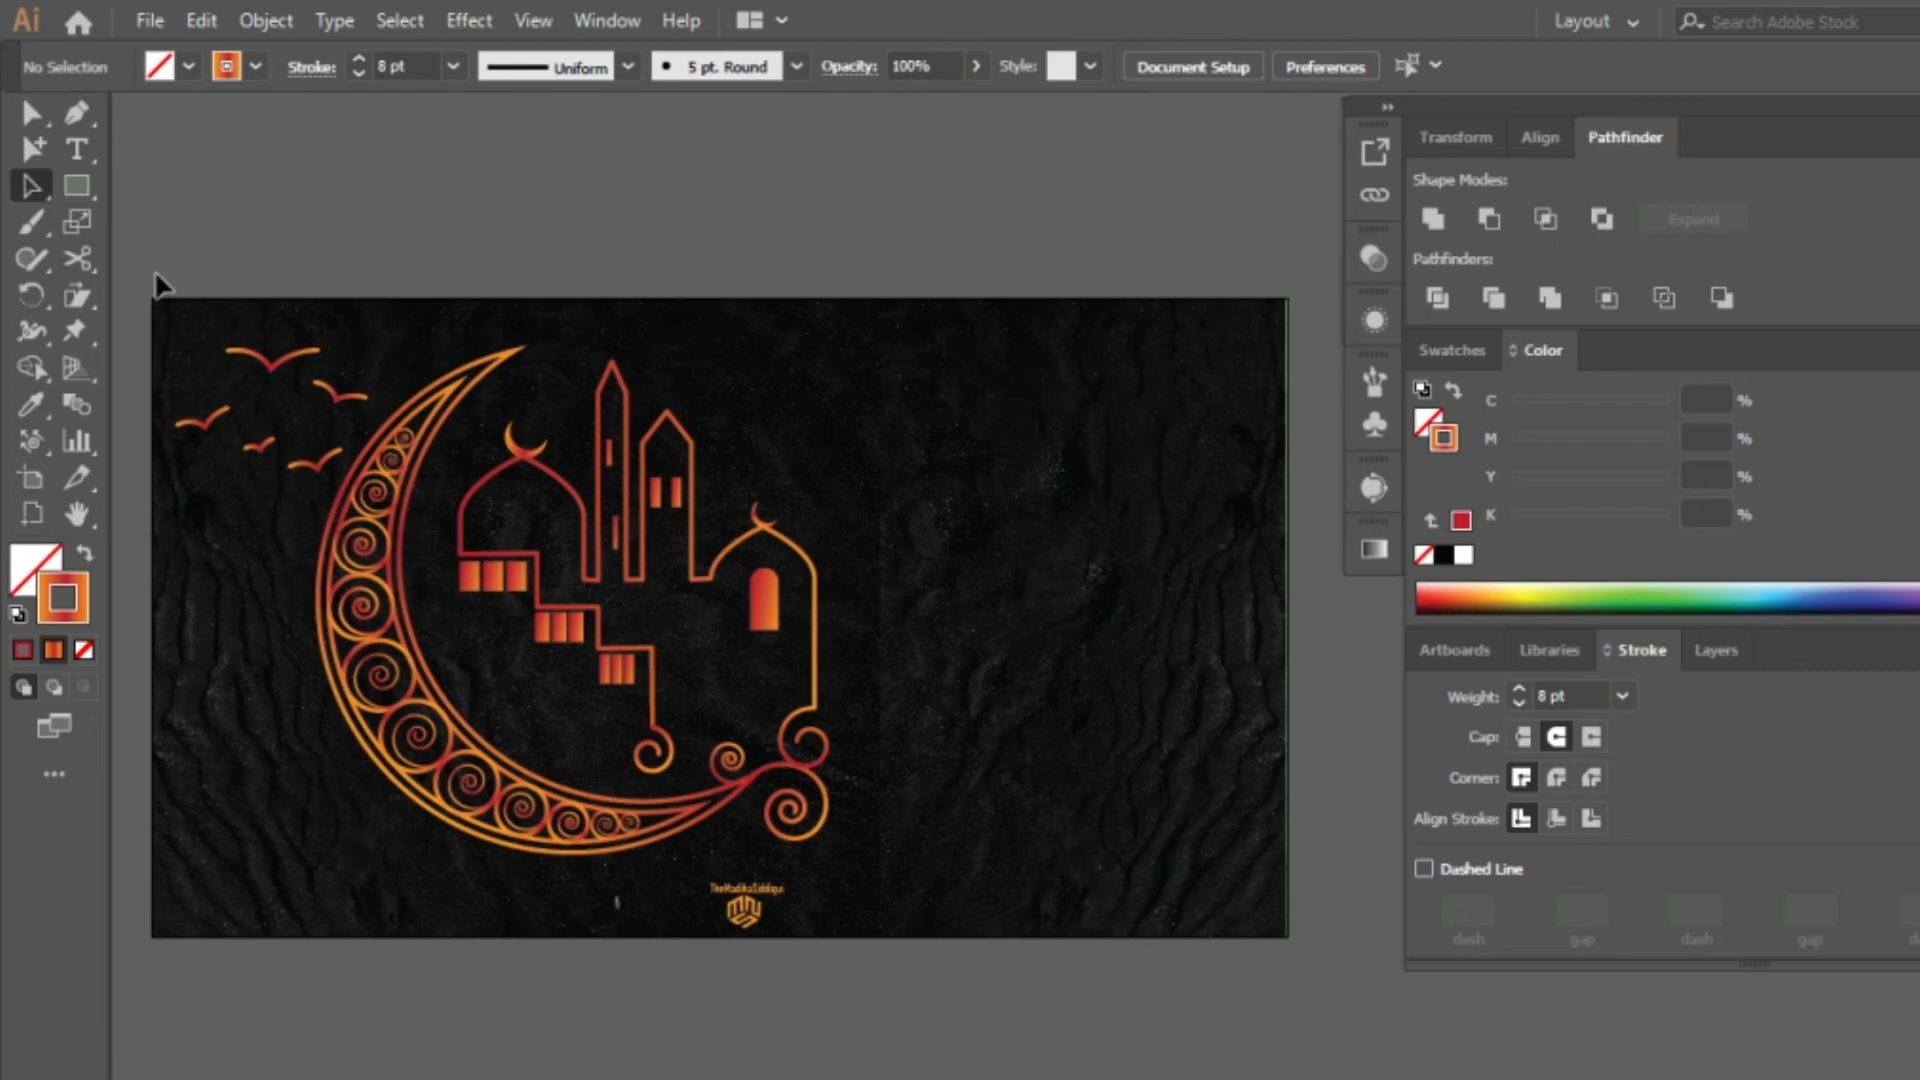 Ai File Edit Object Type Select Effect View Window Help Layout Search Adobe Stock
No Selection Stroke: 8 pt Uniform 5 pt. Round Opacity: 100% Style: Document Setup Preferences
Transform Align Pathfinder
Shape Modes:
Expand
Pathfinders:
Swatches Color
C %
M %
Y %
K %
Artboards Libraries Stroke Layers
Weight: 8 pt
Cap:
Corner:
Align Stroke:
Dashed Line
dash gap dash gap
TheMadihaSiddiqui